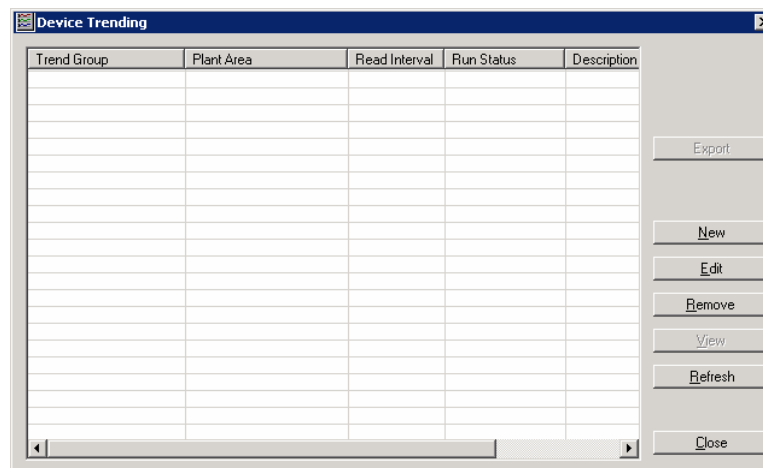 Device Trending
Trend Group Plant Area Read Interval Run Status Description
Export
New
Edit
Remove
View
Refresh
Close